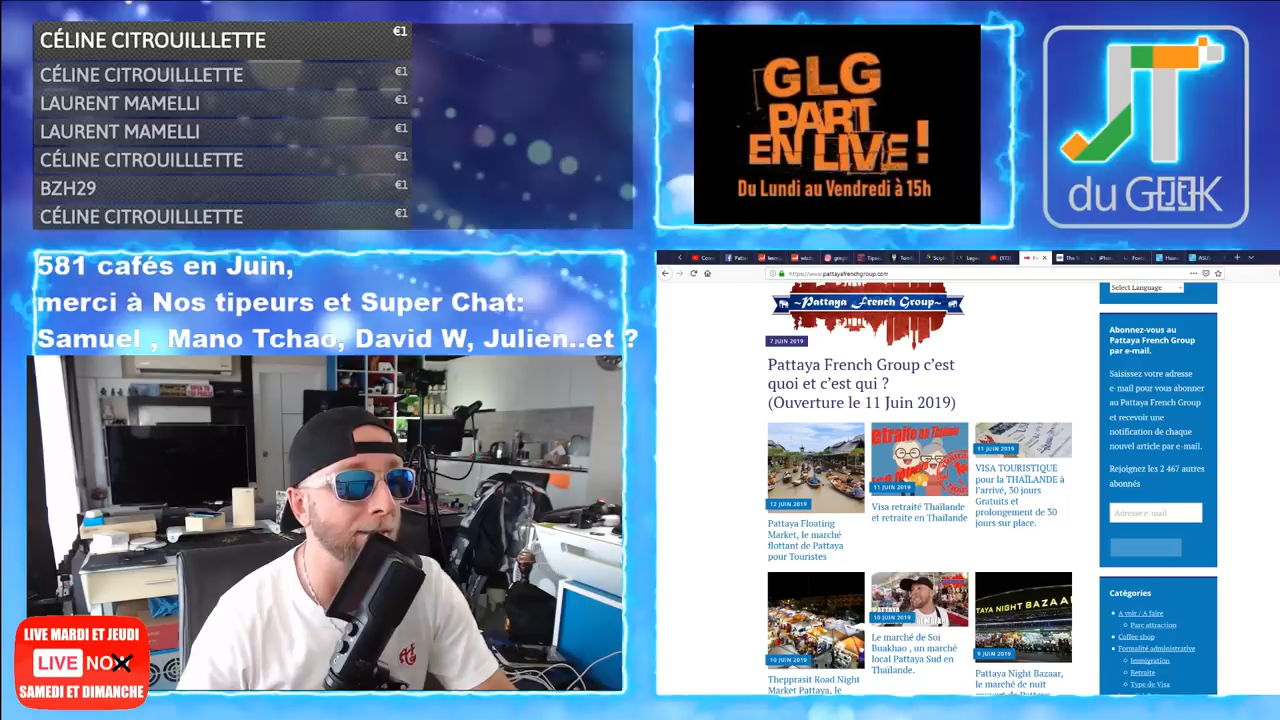 CÉLINE CITROUILLLETTE €1
CÉLINE CITROUILLLETTE €1
LAURENT MAMELLI €1
LAURENT MAMELLI €1
CÉLINE CITROUILLLETTE €1
BZH29 €1
CÉLINE CITROUILLLETTE €1
GLG
PART
EN LIVE!
Du Lundi au Vendredi à 15h
JT
du GEEK
581 cafés en Juin,
merci à Nos tipeurs et Super Chat:
Samuel , Mano Tchao, David W, Julien..et ?
LIVE MARDI ET JEUDI
LIVE NOX
SAMEDI ET DIMANCHE
https://www.pattayafrenchgroup.com
~Pattaya French Group~
7 JUIN 2019
Pattaya French Group c’est
quoi et c’est qui ?
(Ouverture le 11 Juin 2019)
12 JUIN 2019
Pattaya Floating
Market, le marché
flottant de Pattaya
pour Touristes
retraite en Thaïlande
11 JUIN 2019
Visa retraité Thaïlande
et retraite en Thaïlande
11 JUIN 2019
VISA TOURISTIQUE
pour la THAÏLANDE à
l’arrivé, 30 jours
Gratuits et
prolongement de 30
jours sur place.
10 JUIN 2019
Thepprasit Road Night
Market Pattaya, le
10 JUIN 2019
Le marché de Soi
Buakhao , un marché
local Pattaya Sud en
Thaïlande.
TAYA NIGHT BAZAA
9 JUIN 2019
Pattaya Night Bazaar,
le marché de nuit
Select Language
Abonnez-vous au
Pattaya French Group
par e-mail.
Saisissez votre adresse
e-mail pour vous abonner
au Pattaya French Group
et recevoir une
notification de chaque
nouvel article par e-mail.
Rejoignez les 2 467 autres
abonnés
Adresse e-mail
Catégories
A voir / A faire
Parc attraction
Coffee shop
Formalité administrative
Immigration
Retraite
Type de Visa